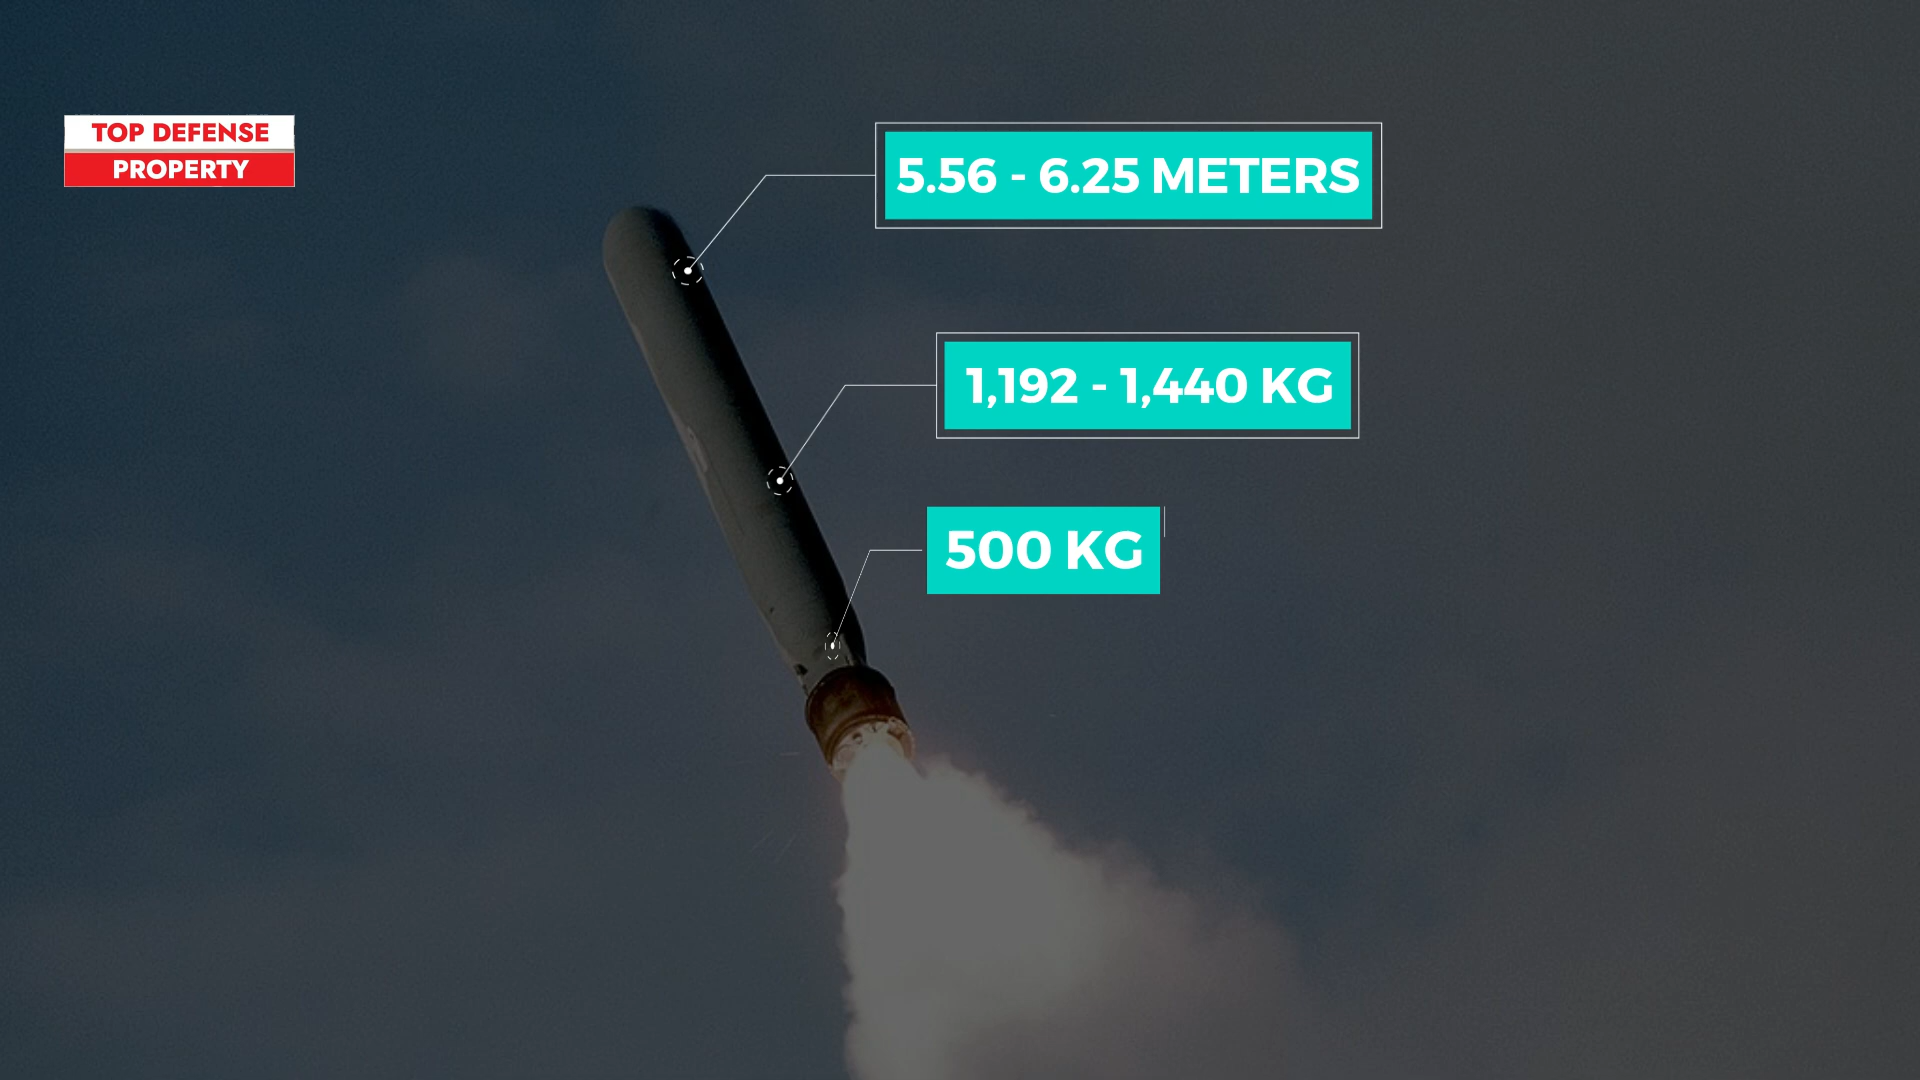 TOP DEFENSE
PROPERTY
5.56 - 6.25 METERS
1,192 - 1,440 KG
500 KG